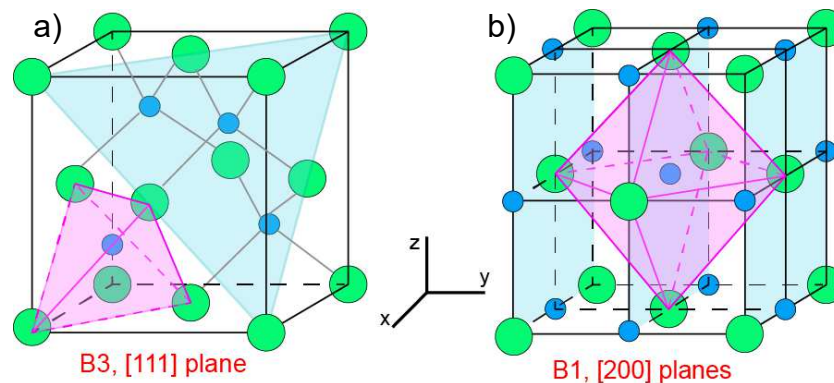 a)
b)
z
y
x
B3, [111] plane
B1, [200] planes